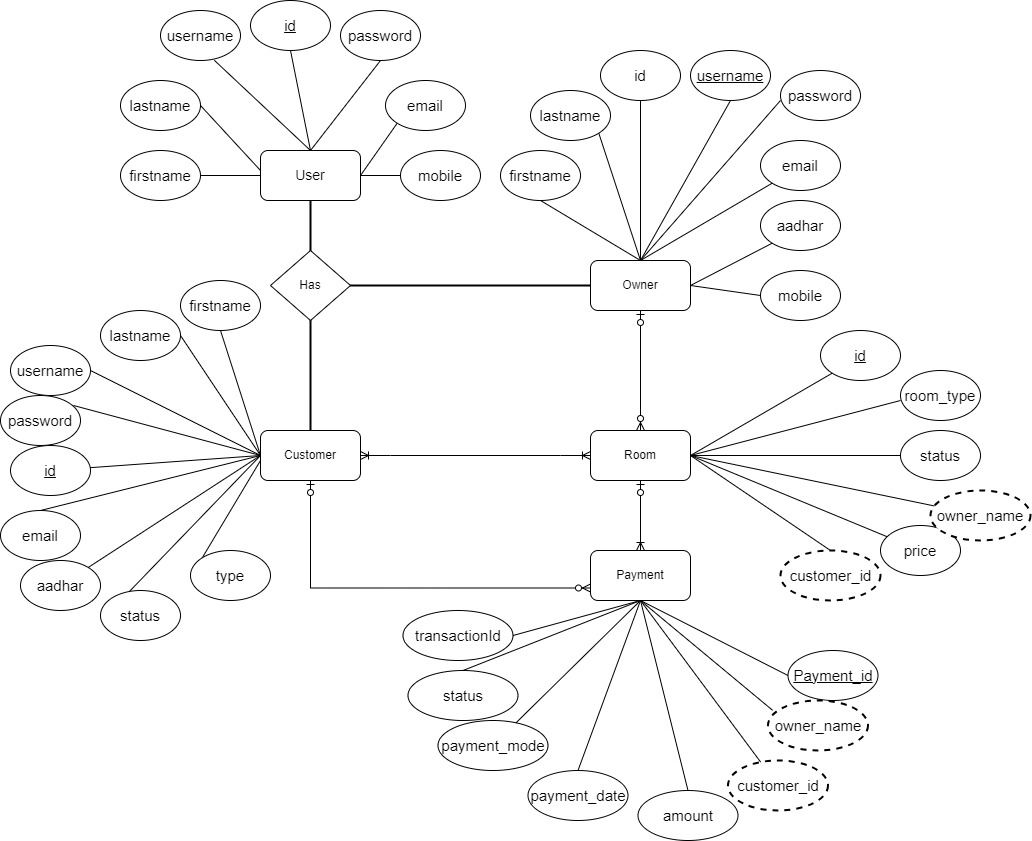 id
username
password
lastname
email
firstname
User
mobile
id
username
password
lastname
email
firstname
aadhar
Owner
mobile
Has
firstname
lastname
username
password
id
email
aadhar
status
type
Customer
id
room_type
status
owner_name
price
customer_id
Room
Payment
transactionId
status
payment_mode
payment_date
amount
customer_id
owner_name
Payment_id